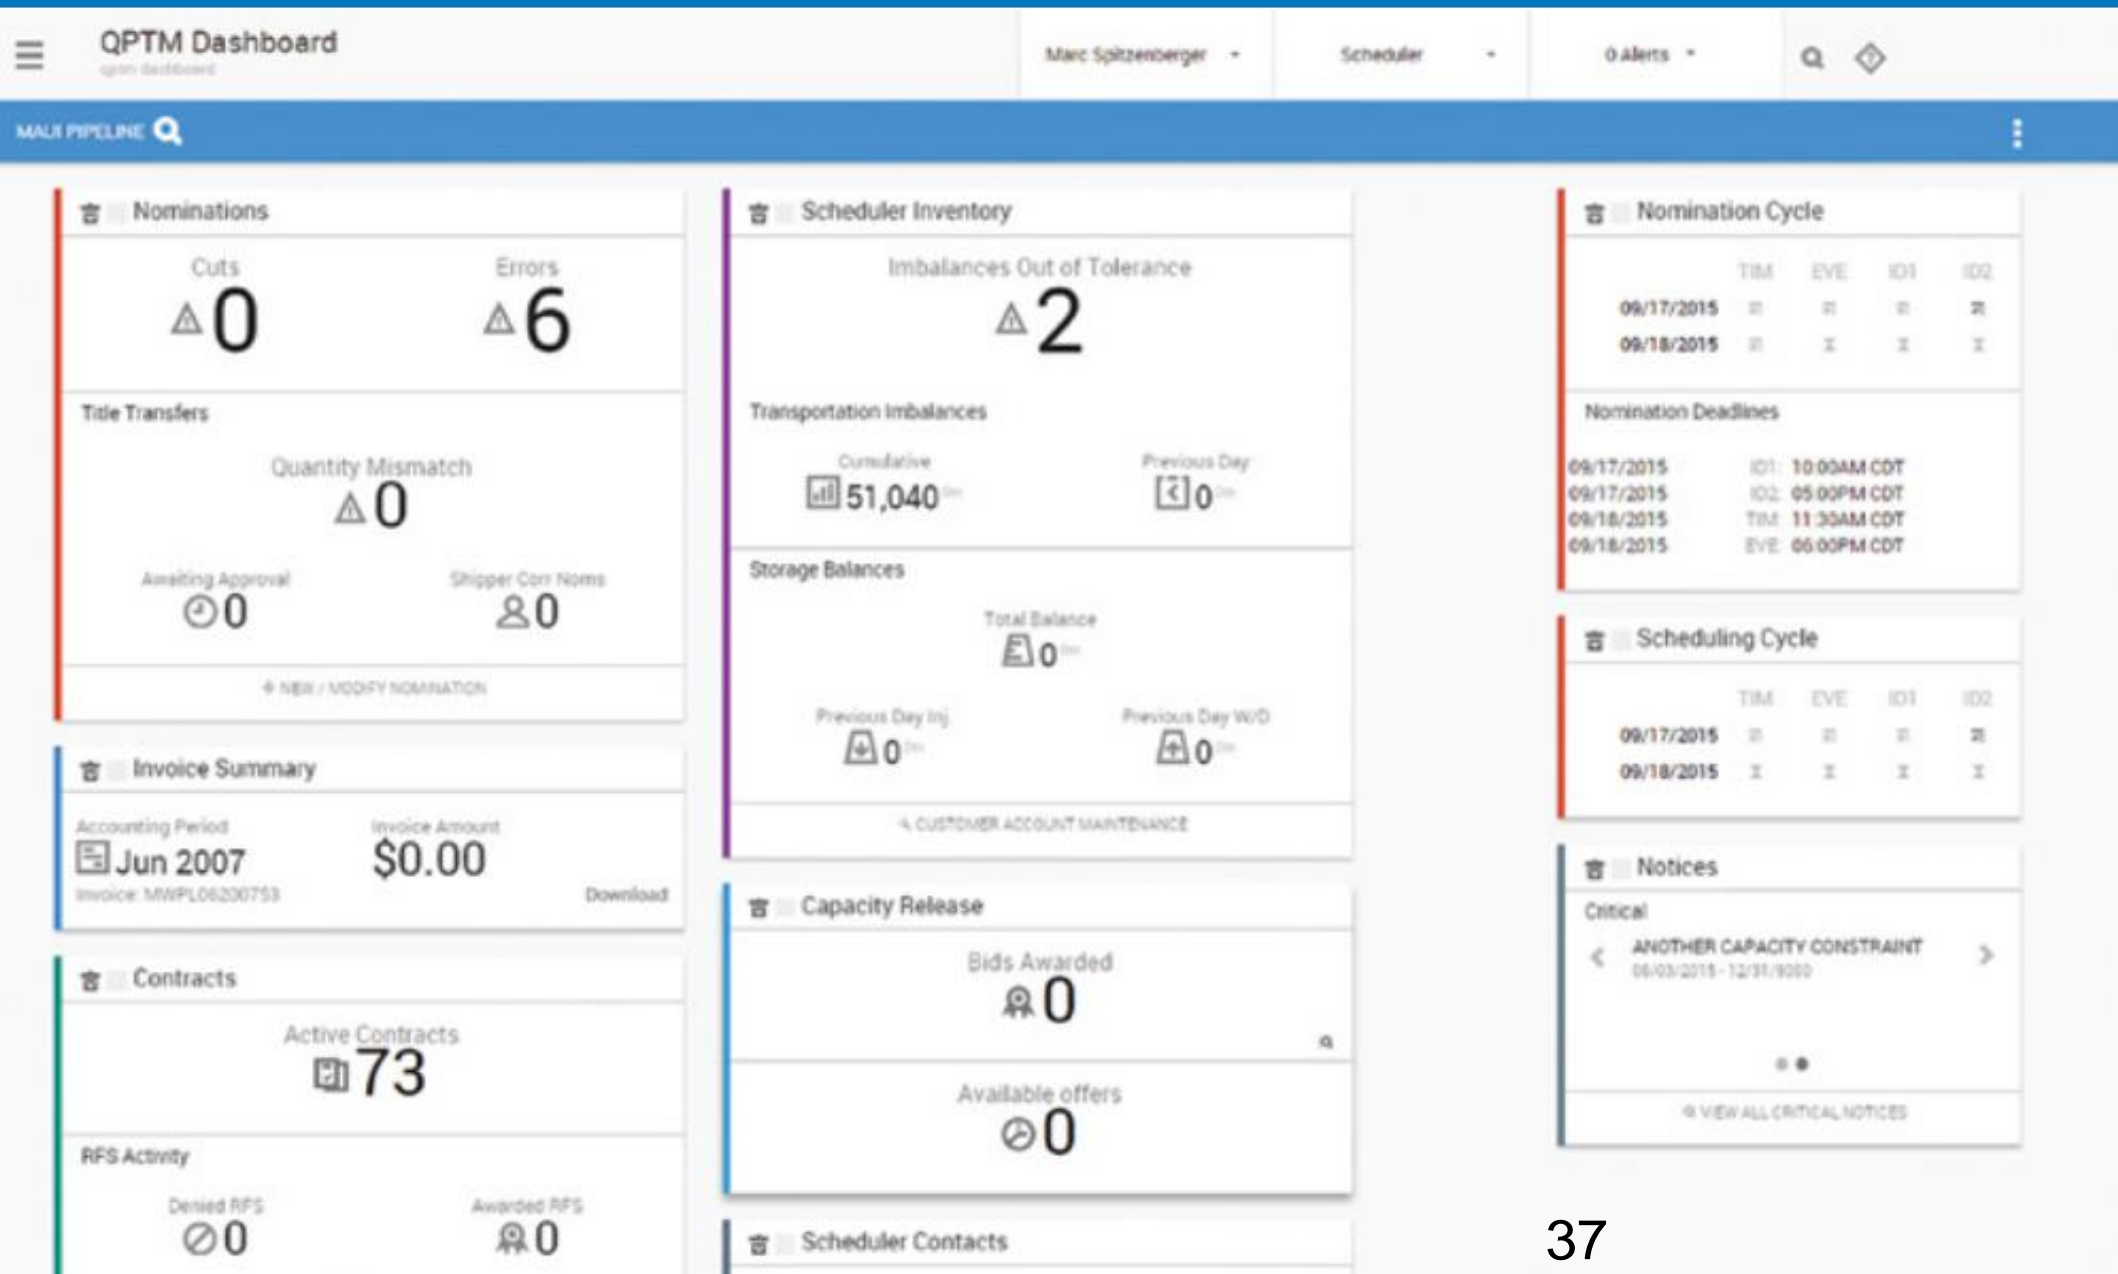 QPTM Dashboard
qptm dashboard
Marc Spitzenberger
Scheduler
0 Alerts
MAUI PIPELINE
Nominations
Cuts
0
Errors
6
Title Transfers
Quantity Mismatch
0
Awaiting Approval
0
Shipper Corr Noms
0
NEW / MODIFY NOMINATION
Invoice Summary
Accounting Period
Jun 2007
Invoice: MWPL06200753
Invoice Amount
$0.00
Download
Contracts
Active Contracts
73
RFS Activity
Denied RFS
0
Awarded RFS
0
Scheduler Inventory
Imbalances Out of Tolerance
2
Transportation Imbalances
Cumulative
51,040
Previous Day
0
Storage Balances
Total Balance
0
Previous Day Inj
0
Previous Day W/D
0
CUSTOMER ACCOUNT MAINTENANCE
Capacity Release
Bids Awarded
0
Available offers
0
Scheduler Contacts
Nomination Cycle
TIM EVE ID1 ID2
09/17/2015
09/18/2015
Nomination Deadlines
09/17/2015 ID1: 10:00AM CDT
09/17/2015 ID2: 05:00PM CDT
09/18/2015 TIM: 11:30AM CDT
09/18/2015 EVE: 06:00PM CDT
Scheduling Cycle
TIM EVE ID1 ID2
09/17/2015
09/18/2015
Notices
Critical
ANOTHER CAPACITY CONSTRAINT
VIEW ALL CRITICAL NOTICES
37